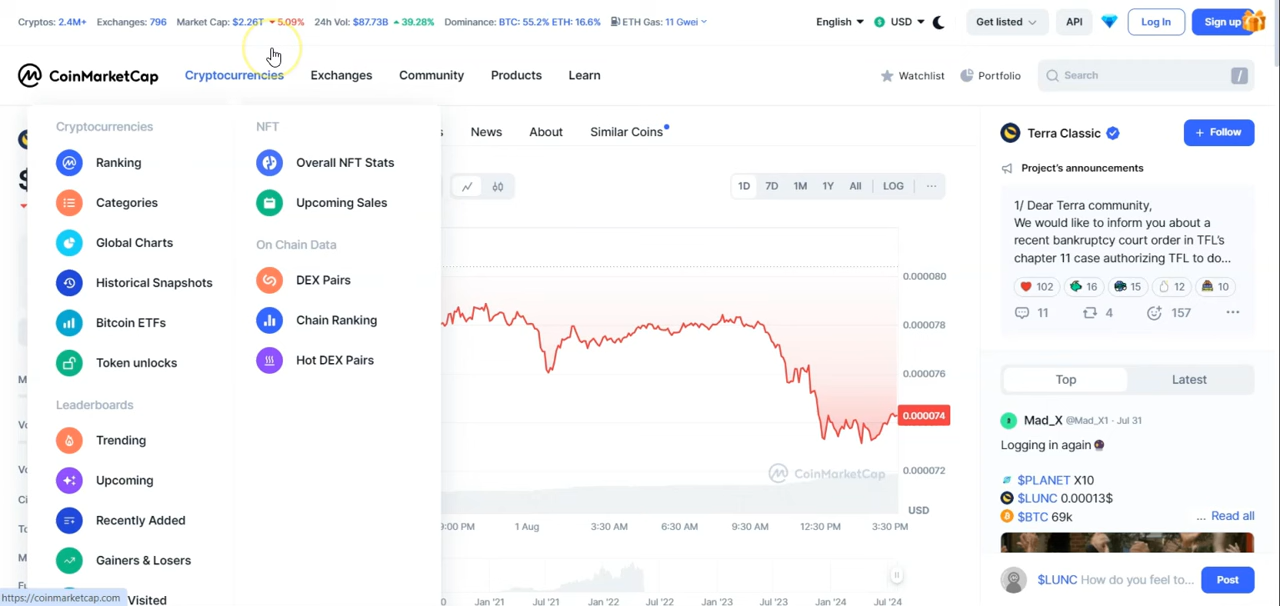 Cryptos: 2.4M+ Exchanges: 796 Market Cap: $2.26T 5.09% 24h Vol: $87.73B 39.28% Dominance: BTC: 55.2% ETH: 16.6% ETH Gas: 11 Gwei
English USD Get listed API Log In Sign up
CoinMarketCap Cryptocurrencies Exchanges Community Products Learn Watchlist Portfolio Search /
Cryptocurrencies
Ranking
Categories
Global Charts
Historical Snapshots
Bitcoin ETFs
Token unlocks
Leaderboards
Trending
Upcoming
Recently Added
Gainers & Losers
Visited
NFT
Overall NFT Stats
Upcoming Sales
On Chain Data
DEX Pairs
Chain Ranking
Hot DEX Pairs
https://coinmarketcap.com
News About Similar Coins
1D 7D 1M 1Y All LOG ...
0.000080
0.000078
0.000076
0.000074
0.000072
CoinMarketCap
USD
1 Aug 3:30 AM 6:30 AM 9:30 AM 12:30 PM 3:30 PM
Jan '21 Jul '21 Jan '22 Jul '22 Jan '23 Jul '23 Jan '24 Jul '24
Terra Classic + Follow
Project's announcements
1/ Dear Terra community,
We would like to inform you about a
recent bankruptcy court order in TFL's
chapter 11 case authorizing TFL to do...
102 16 15 12 10
11 4 157 ...
Top Latest
Mad_X @Mad_X1 · Jul 31
Logging in again
$PLANET X10
$LUNC 0.00013$
$BTC 69k ... Read all
$LUNC How do you feel to... Post